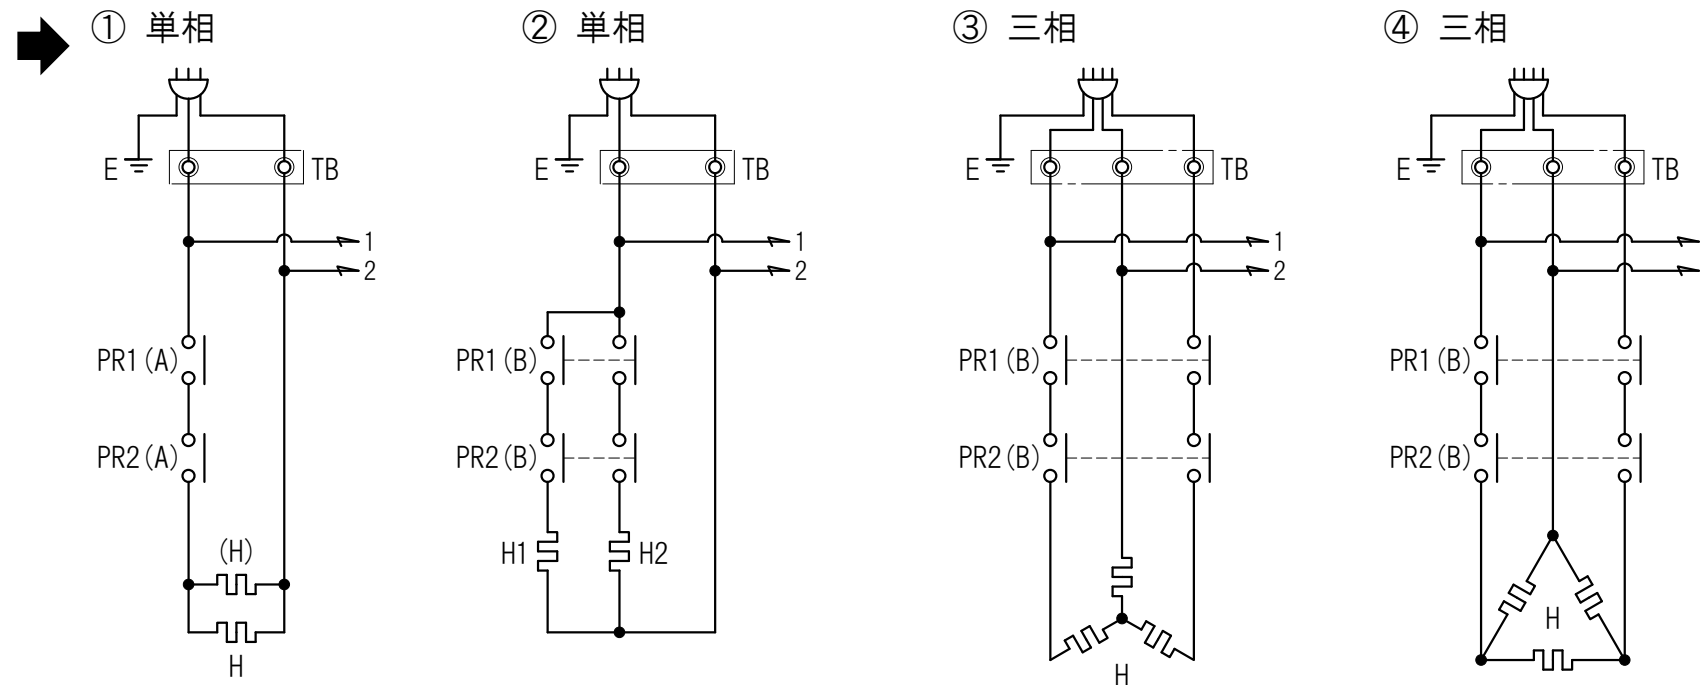 ① 単相
E
TB
1
2
PR1(A)
PR2(A)
(H)
H
② 単相
E
TB
1
2
PR1(B)
PR2(B)
H1
H2
③ 三相
E
TB
1
2
PR1(B)
PR2(B)
H
④ 三相
E
TB
PR1(B)
PR2(B)
H